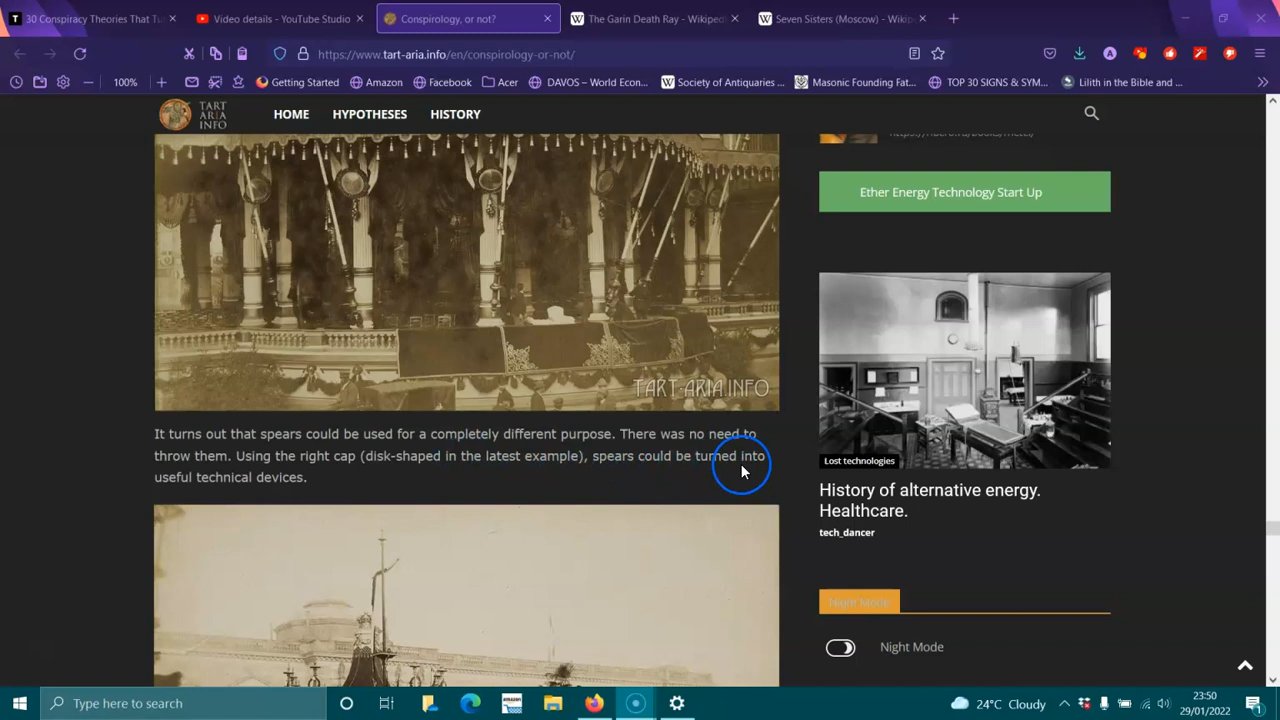 30 Conspiracy Theories That Tu
Video details - YouTube Studio
Conspirology, or not?
The Garin Death Ray - Wikiped
Seven Sisters (Moscow) - Wikip
https://www.tart-aria.info/en/conspirology-or-not/
100%
Getting Started
Amazon
Facebook
Acer
DAVOS – World Econ...
Society of Antiquaries ...
Masonic Founding Fat...
TOP 30 SIGNS & SYM...
Lilith in the Bible and ...
TART
ARIA
INFO
HOME
HYPOTHESES
HISTORY
Ether Energy Technology Start Up
TART-ARIA.INFO
It turns out that spears could be used for a completely different purpose. There was no need to
throw them. Using the right cap (disk-shaped in the latest example), spears could be turned into
useful technical devices.
Lost technologies
History of alternative energy.
Healthcare.
tech_dancer
Night Mode
Night Mode
Type here to search
24°C Cloudy
23:50
29/01/2022